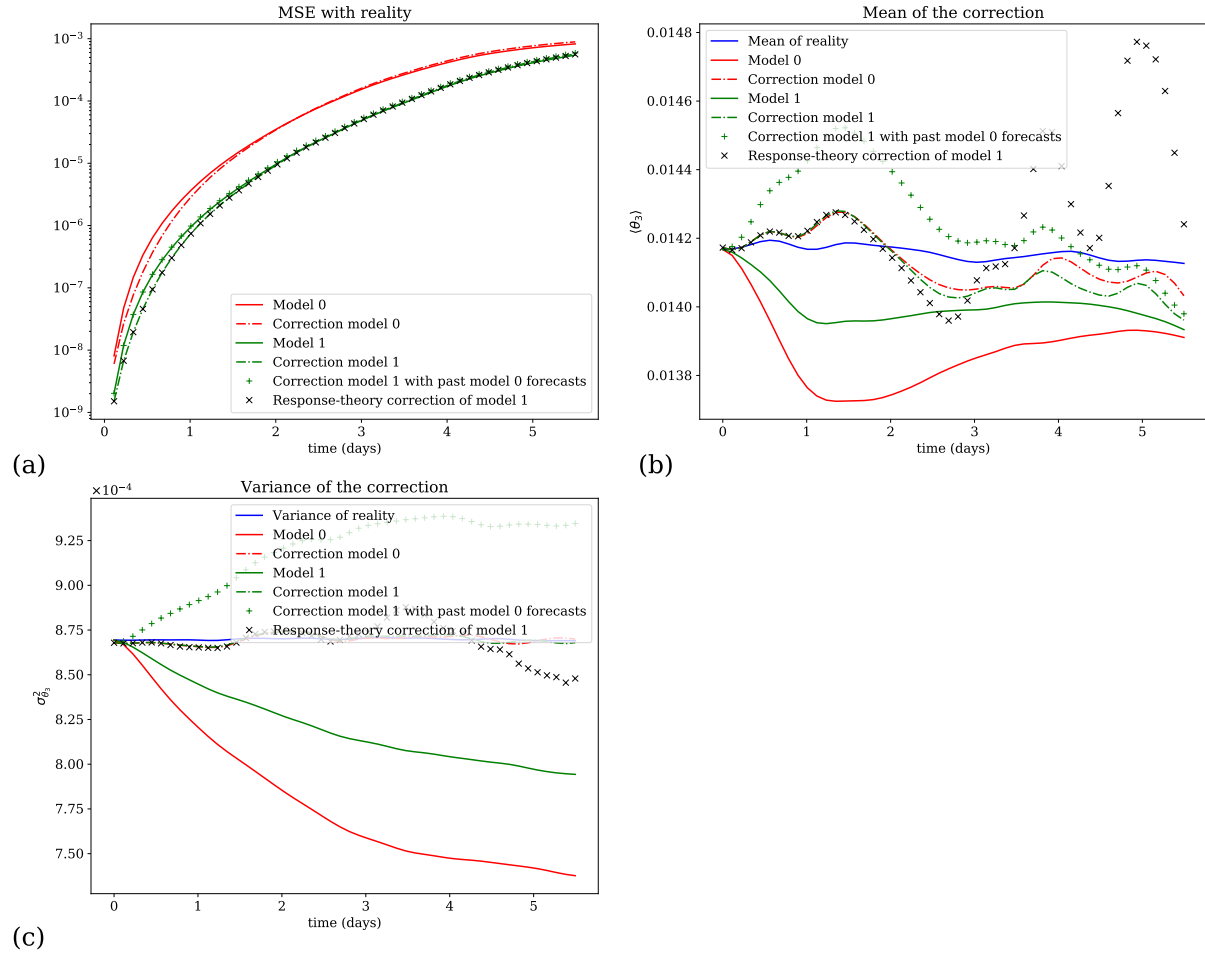 MSE with reality
10⁻³
10⁻⁴
10⁻⁵
10⁻⁶
10⁻⁷
10⁻⁸
10⁻⁹
Model 0
Correction model 0
Model 1
Correction model 1
Correction model 1 with past model 0 forecasts
Response-theory correction of model 1
0 1 2 3 4 5
time (days)
(a)
Mean of the correction
0.0148
0.0146
0.0144
0.0142
0.0140
0.0138
⟨θ₃⟩
Mean of reality
Model 0
Correction model 0
Model 1
Correction model 1
Correction model 1 with past model 0 forecasts
Response-theory correction of model 1
0 1 2 3 4 5
time (days)
(b)
Variance of the correction
×10⁻⁴
9.25
9.00
8.75
8.50
8.25
8.00
7.75
7.50
σ²_θ₃
Variance of reality
Model 0
Correction model 0
Model 1
Correction model 1
Correction model 1 with past model 0 forecasts
Response-theory correction of model 1
0 1 2 3 4 5
time (days)
(c)